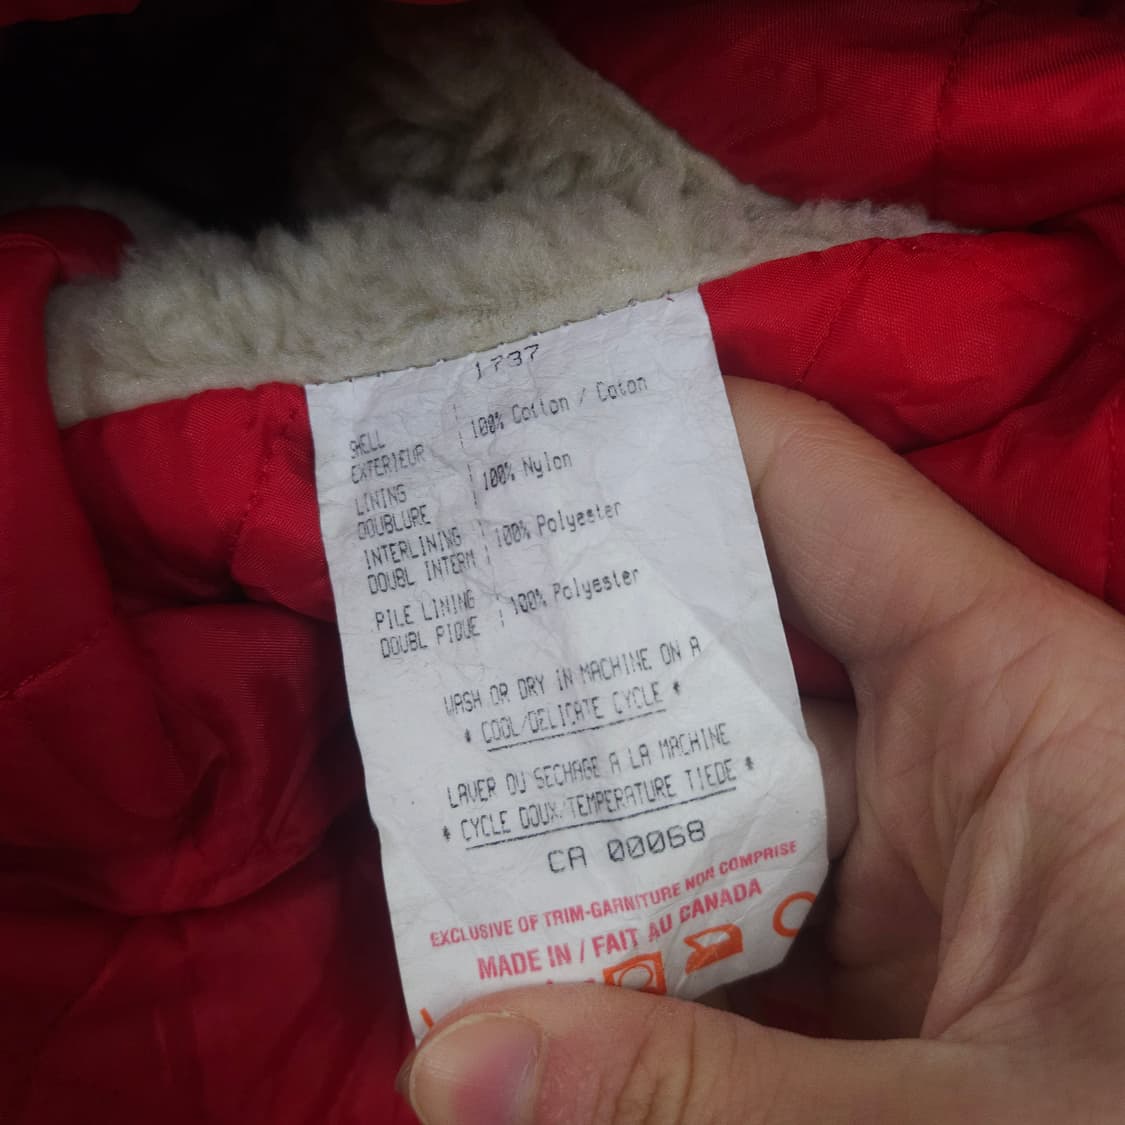 1737
SHELL
EXTERIEUR | 100% Cotton / Coton
LINING
DOUBLURE | 100% Nylon
INTERLINING
DOUBL INTERM | 100% Polyester
PILE LINING
DOUBL PIQUE | 100% Polyester
WASH OR DRY IN MACHINE ON A
* COOL/DELICATE CYCLE *
LAVER OU SECHAGE A LA MACHINE
* CYCLE DOUX/TEMPERATURE TIEDE *
CA 00068
EXCLUSIVE OF TRIM-GARNITURE NON COMPRISE
MADE IN / FAIT AU CANADA